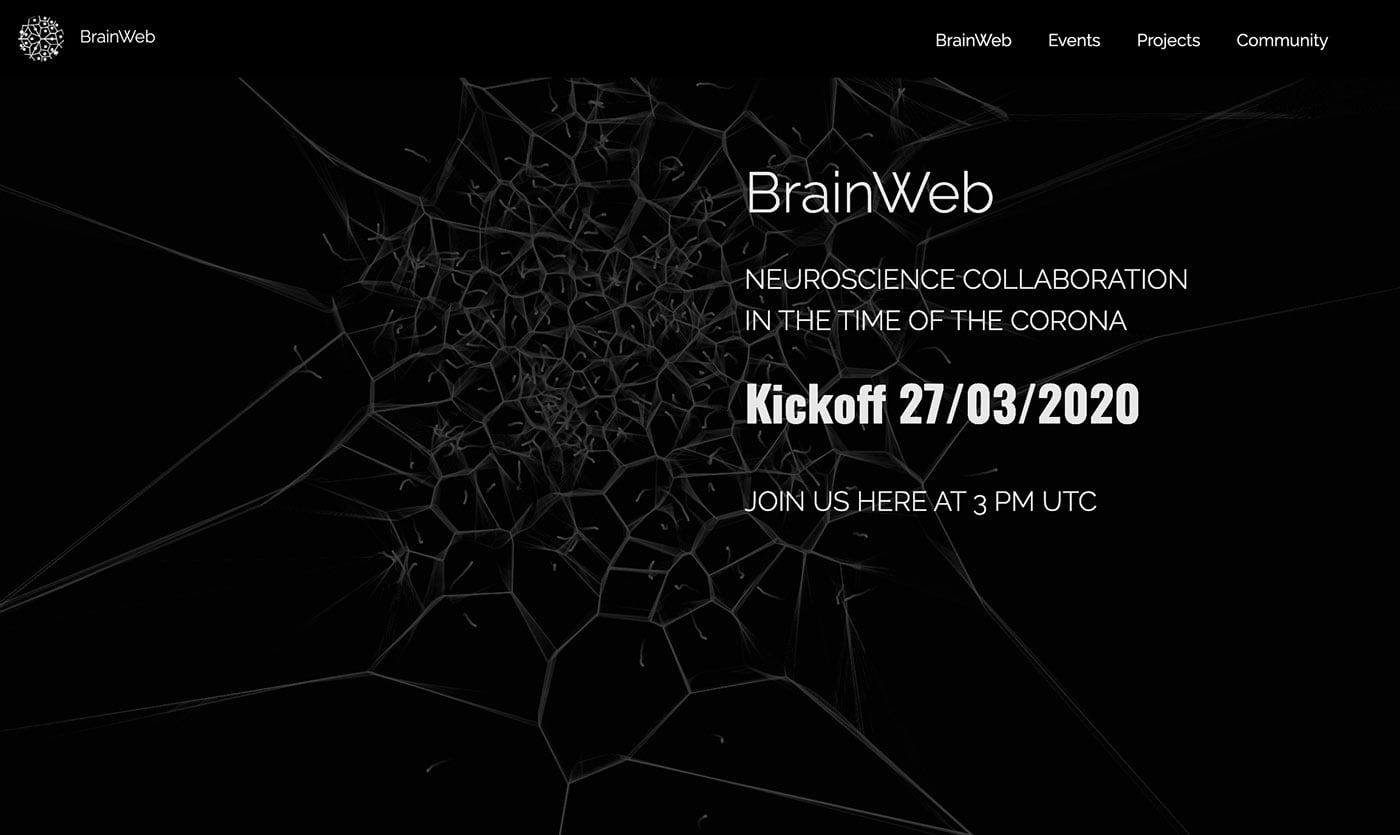 BrainWeb
BrainWeb Events Projects Community
BrainWeb
NEUROSCIENCE COLLABORATION
IN THE TIME OF THE CORONA
Kickoff 27/03/2020
JOIN US HERE AT 3 PM UTC